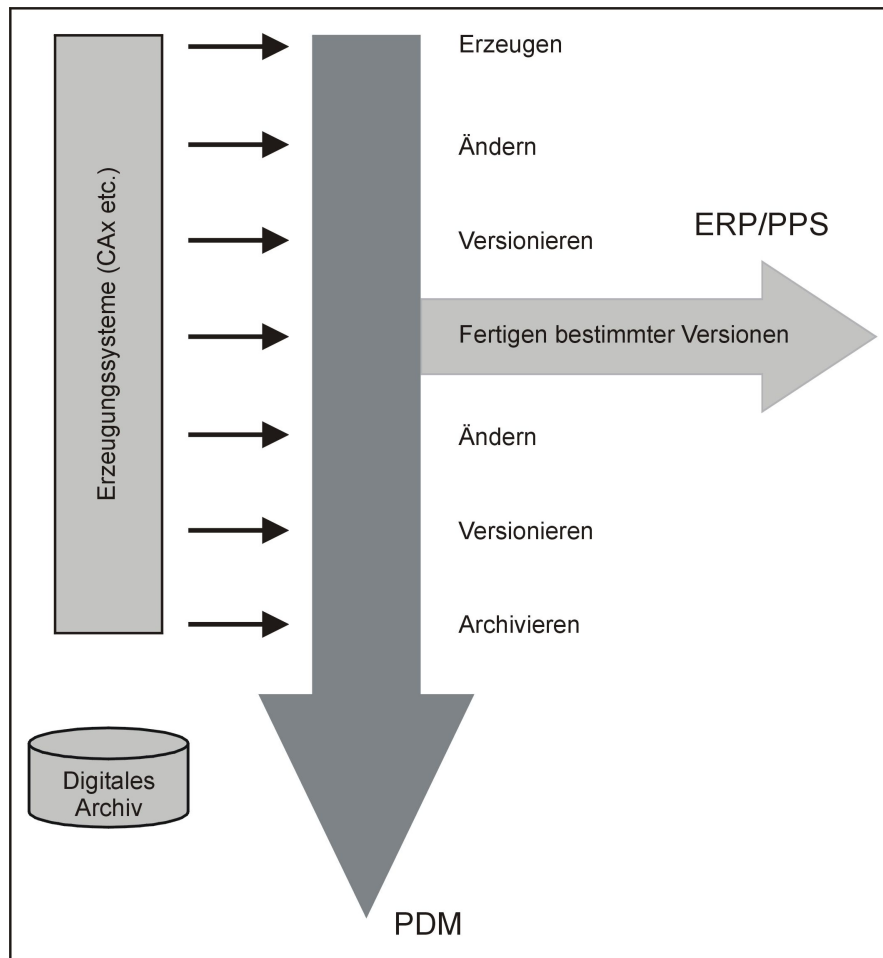 Erzeugen
Ändern
Versionieren
ERP/PPS
Fertigen bestimmter Versionen
Ändern
Versionieren
Archivieren
Erzeugungssysteme (CAx etc.)
Digitales
Archiv
PDM